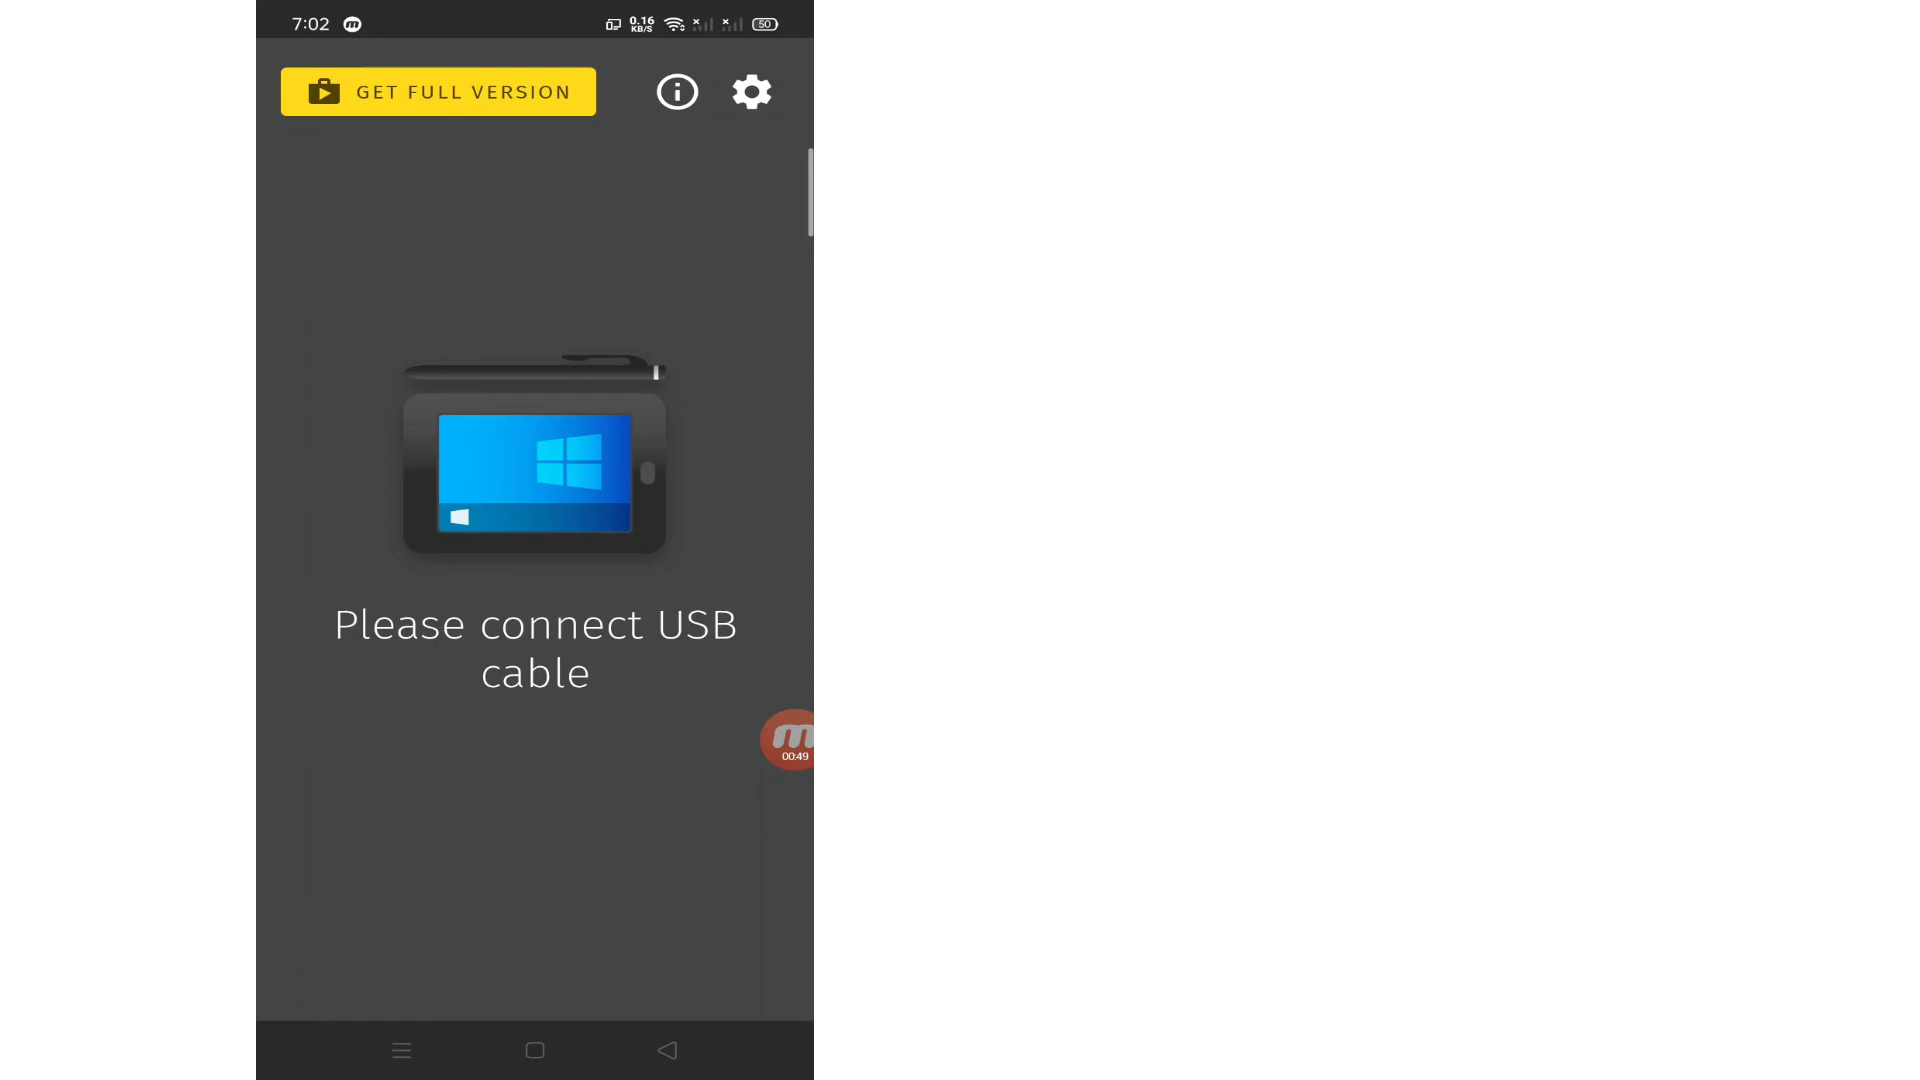 7:02
0.16
KB/S
50
GET FULL VERSION
Please connect USB
cable
00:49